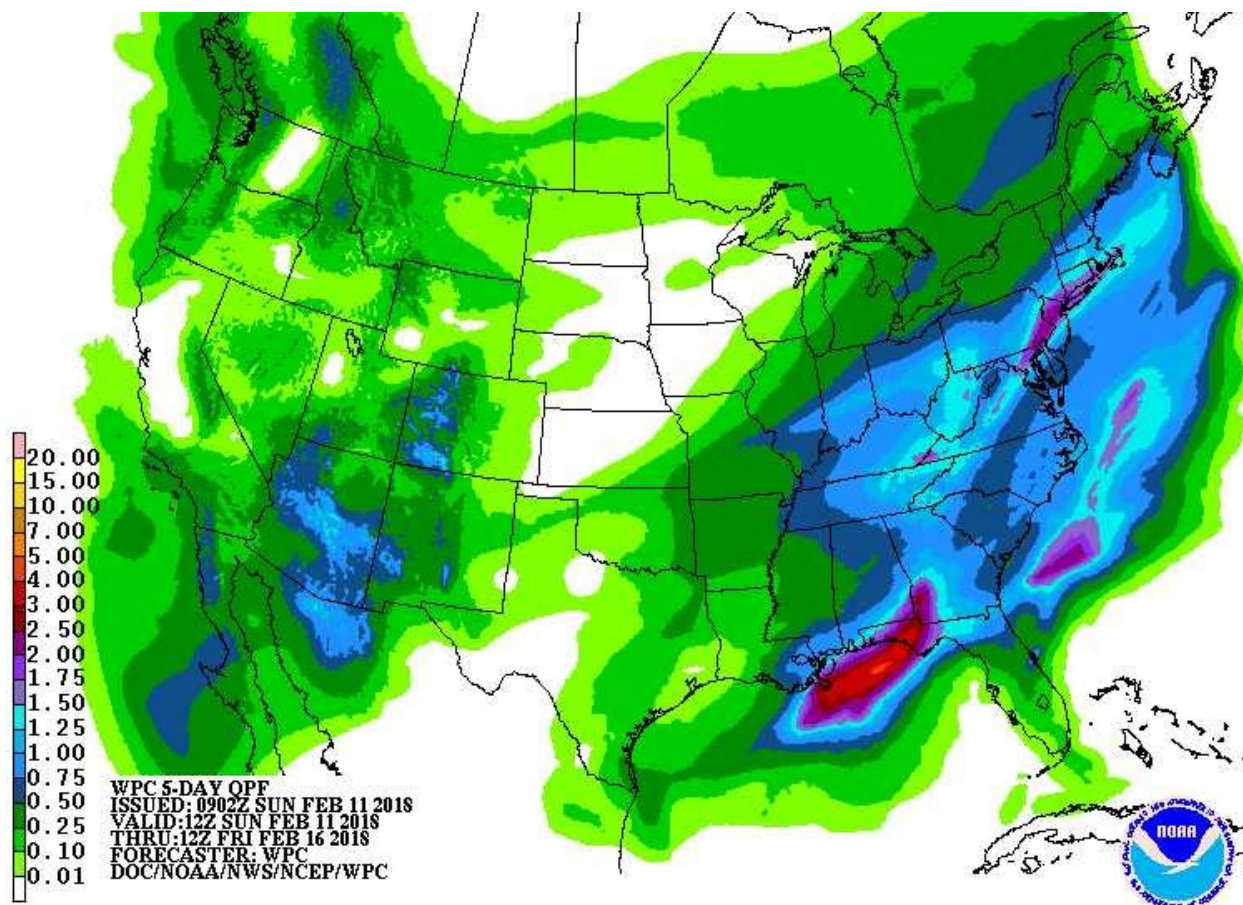 20.00
15.00
10.00
7.00
5.00
4.00
3.00
2.50
2.00
1.75
1.50
1.25
1.00
0.75
0.50
0.25
0.10
0.01
WPC 5-DAY QPF
ISSUED: 0902Z SUN FEB 11 2018
VALID:12Z SUN FEB 11 2018
THRU:12Z FRI FEB 16 2018
FORECASTER: WPC
DOC/NOAA/NWS/NCEP/WPC
NOAA